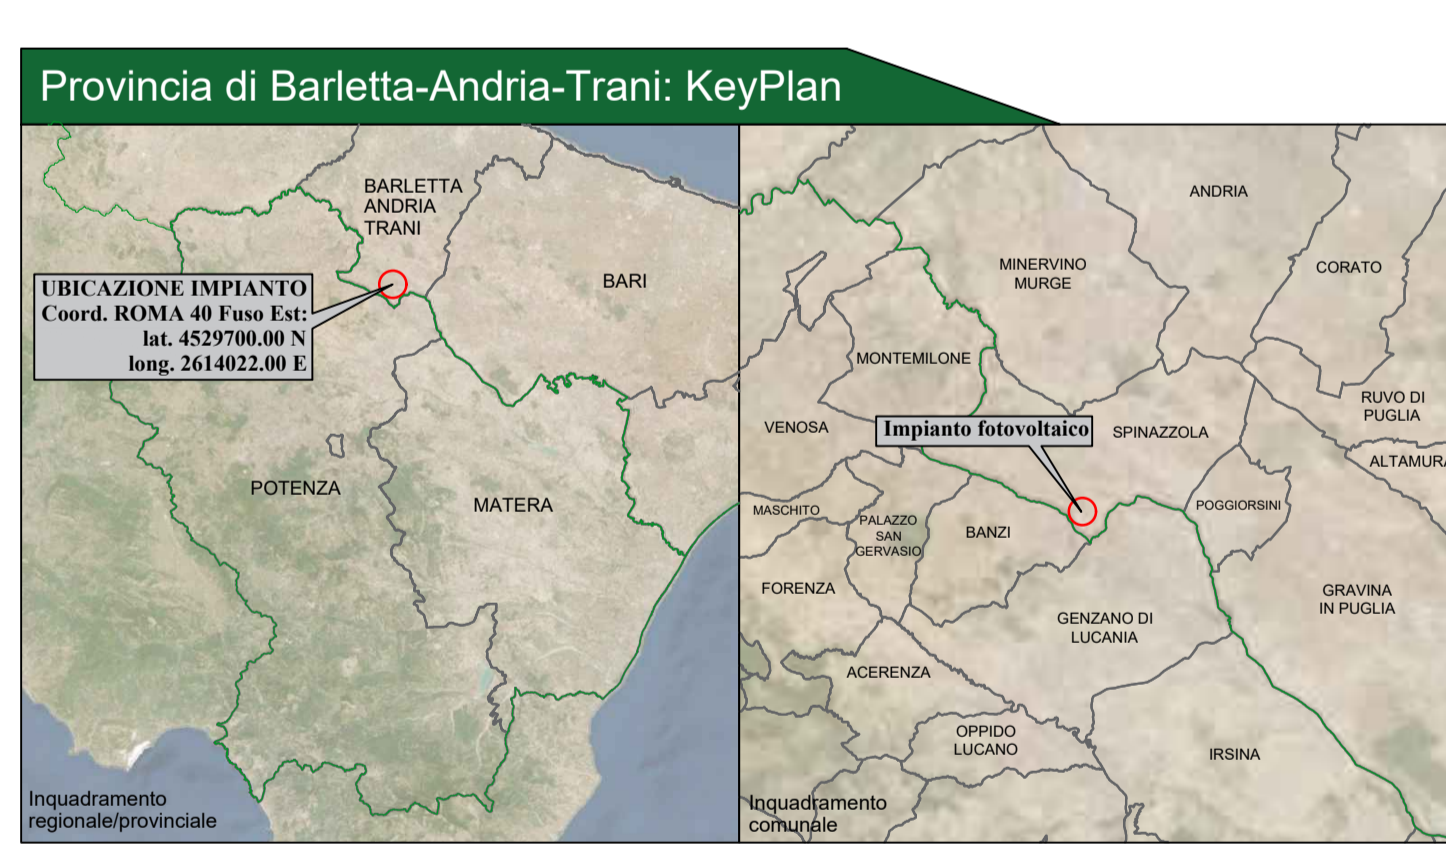 Provincia di Barletta-Andria-Trani: KeyPlan
BARLETTA
ANDRIA
TRANI
BARI
UBICAZIONE IMPIANTO
Coord. ROMA 40 Fuso Est:
lat. 4529700.00 N
long. 2614022.00 E
POTENZA
MATERA
Inquadramento
regionale/provinciale
ANDRIA
MINERVINO
MURGE
CORATO
MONTEMILONE
RUVO DI
PUGLIA
VENOSA
Impianto fotovoltaico
SPINAZZOLA
ALTAMURA
MASCHITO
PALAZZO
SAN
GERVASIO
BANZI
POGGIORSINI
FORENZA
GRAVINA
IN PUGLIA
GENZANO DI
LUCANIA
ACERENZA
OPPIDO
LUCANO
IRSINA
Inquadramento
comunale